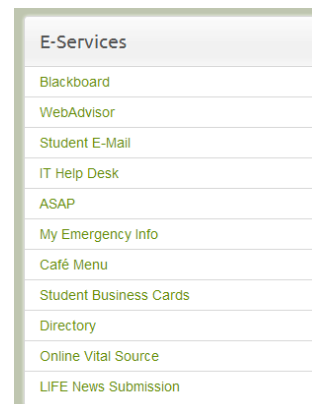 E-Services
Blackboard
WebAdvisor
Student E-Mail
IT Help Desk
ASAP
My Emergency Info
Café Menu
Student Business Cards
Directory
Online Vital Source
LIFE News Submission